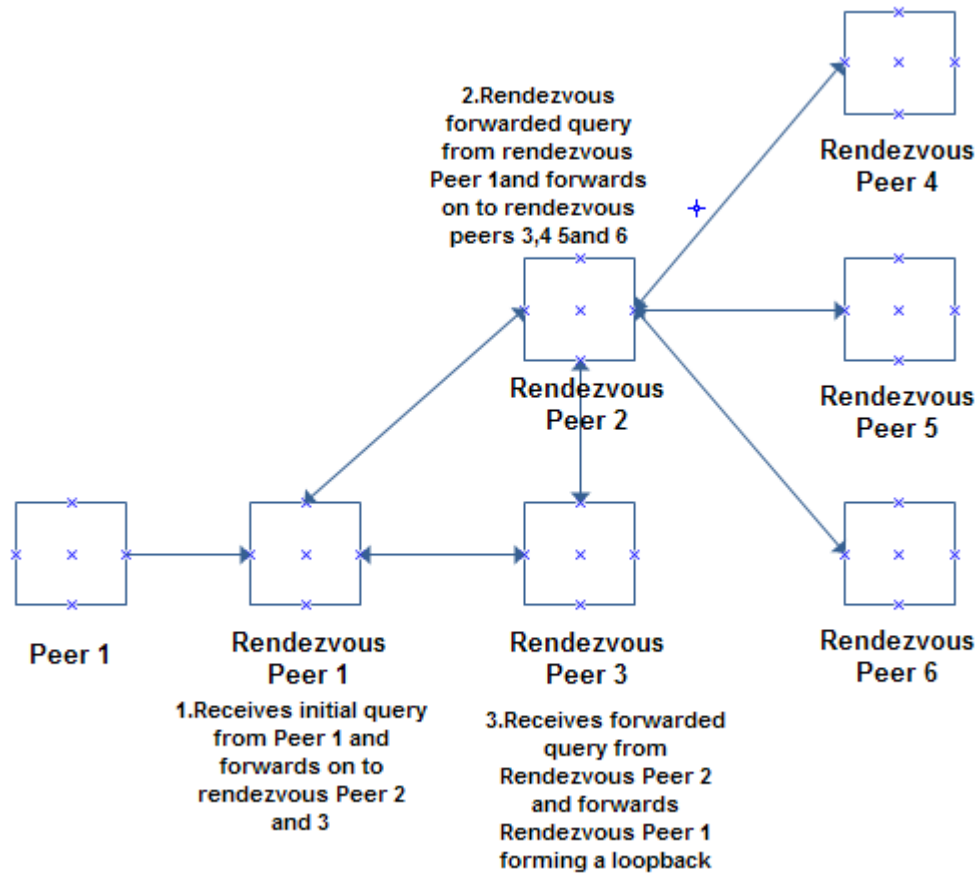 2.Rendezvous
forwarded query
from rendezvous
Peer 1and forwards
on to rendezvous
peers 3,4 5and 6
Rendezvous
Peer 4
Rendezvous
Peer 2
Rendezvous
Peer 5
Peer 1
Rendezvous
Peer 1
Rendezvous
Peer 3
Rendezvous
Peer 6
1.Receives initial query
from Peer 1 and
forwards on to
rendezvous Peer 2
and 3
3.Receives forwarded
query from
Rendezvous Peer 2
and forwards
Rendezvous Peer 1
forming a loopback